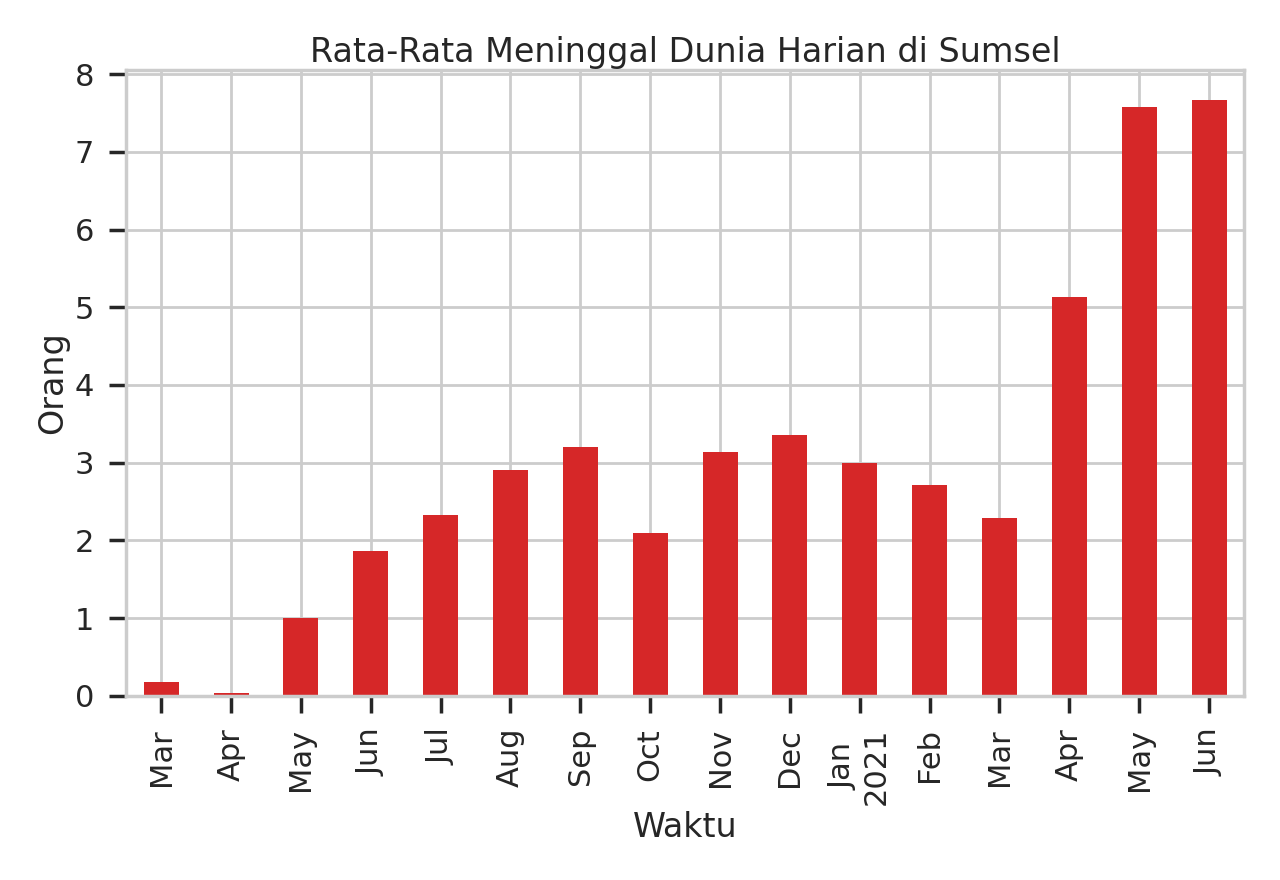 Rata-Rata Meninggal Dunia Harian di Sumsel
8
7
6
5
4
3
2
1
0
Orang
Mar
Apr
May
Jun
Jul
Aug
Sep
Oct
Nov
Dec
Jan
2021
Feb
Mar
Apr
May
Jun
Waktu